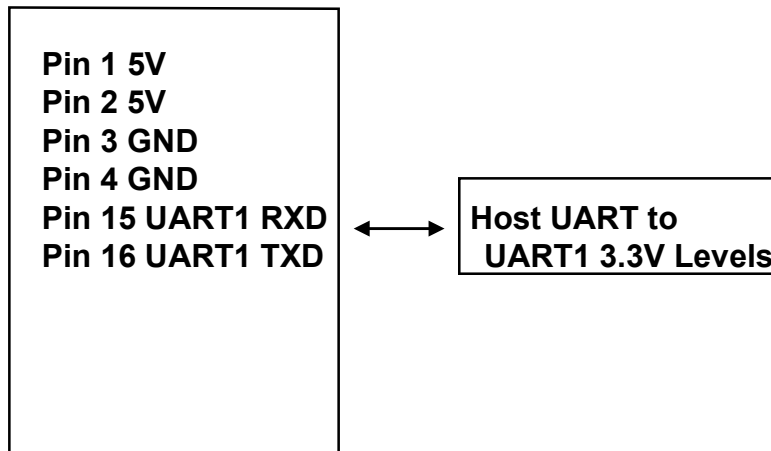 Pin 1 5V
Pin 2 5V
Pin 3 GND
Pin 4 GND
Pin 15 UART1 RXD
Pin 16 UART1 TXD
Host UART to
UART1 3.3V Levels